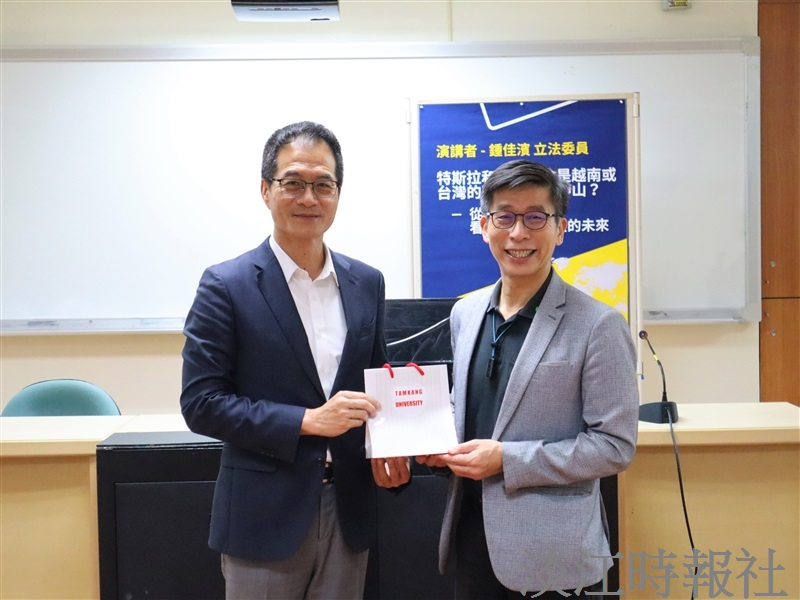 演講者 - 鍾佳濱 立法委員
特斯拉和 是越南或
台灣的 山？
－ 從
看 的未來
TAMKANG
UNIVERSITY
淡江時報社